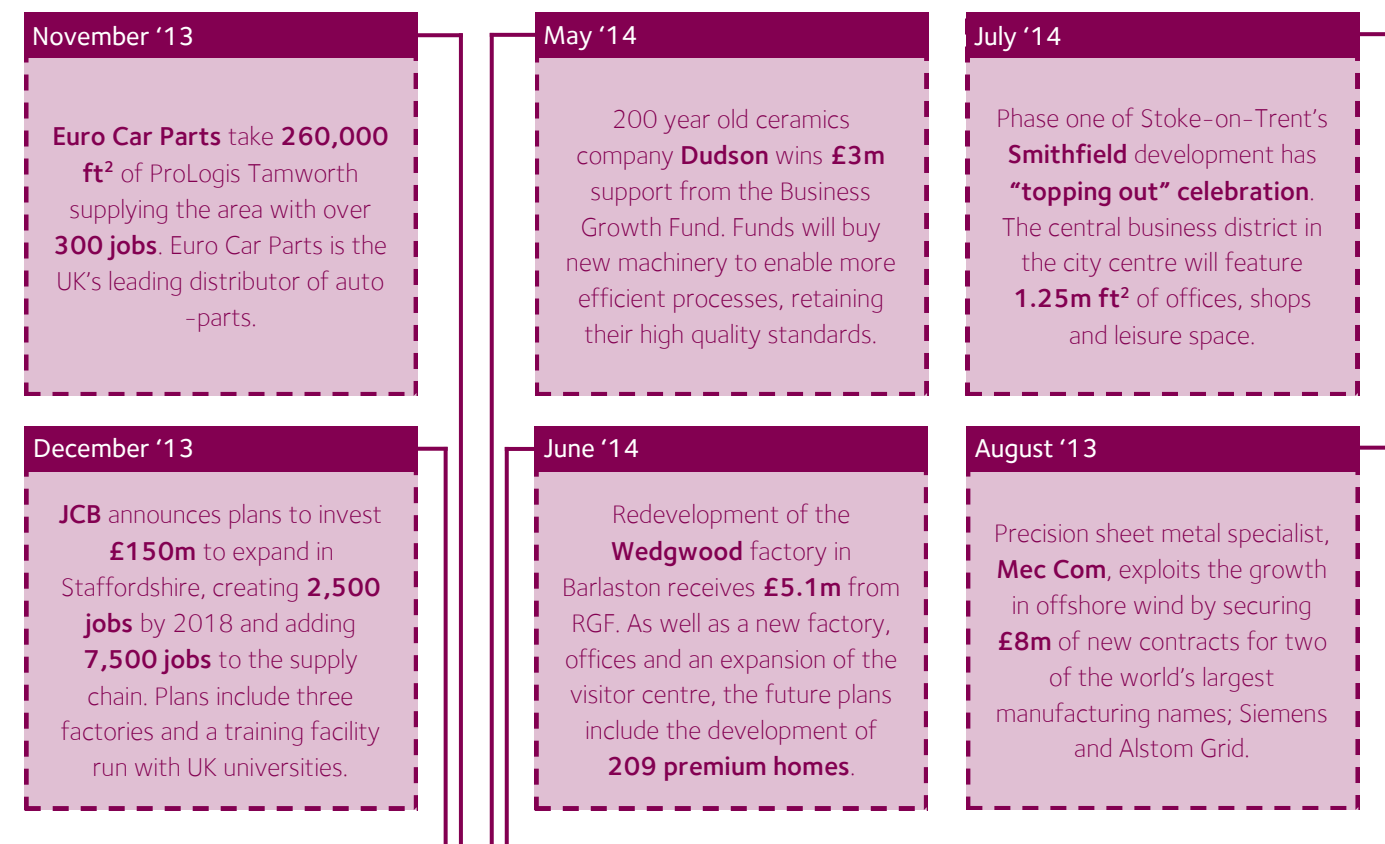 November ‘13
Euro Car Parts take 260,000
ft² of ProLogis Tamworth
supplying the area with over
300 jobs. Euro Car Parts is the
UK’s leading distributor of auto
-parts.
December ‘13
JCB announces plans to invest
£150m to expand in
Staffordshire, creating 2,500
jobs by 2018 and adding
7,500 jobs to the supply
chain. Plans include three
factories and a training facility
run with UK universities.
May ‘14
200 year old ceramics
company Dudson wins £3m
support from the Business
Growth Fund. Funds will buy
new machinery to enable more
efficient processes, retaining
their high quality standards.
June ‘14
Redevelopment of the
Wedgwood factory in
Barlaston receives £5.1m from
RGF. As well as a new factory,
offices and an expansion of the
visitor centre, the future plans
include the development of
209 premium homes.
July ‘14
Phase one of Stoke-on-Trent’s
Smithfield development has
“topping out” celebration.
The central business district in
the city centre will feature
1.25m ft² of offices, shops
and leisure space.
August ‘13
Precision sheet metal specialist,
Mec Com, exploits the growth
in offshore wind by securing
£8m of new contracts for two
of the world’s largest
manufacturing names; Siemens
and Alstom Grid.